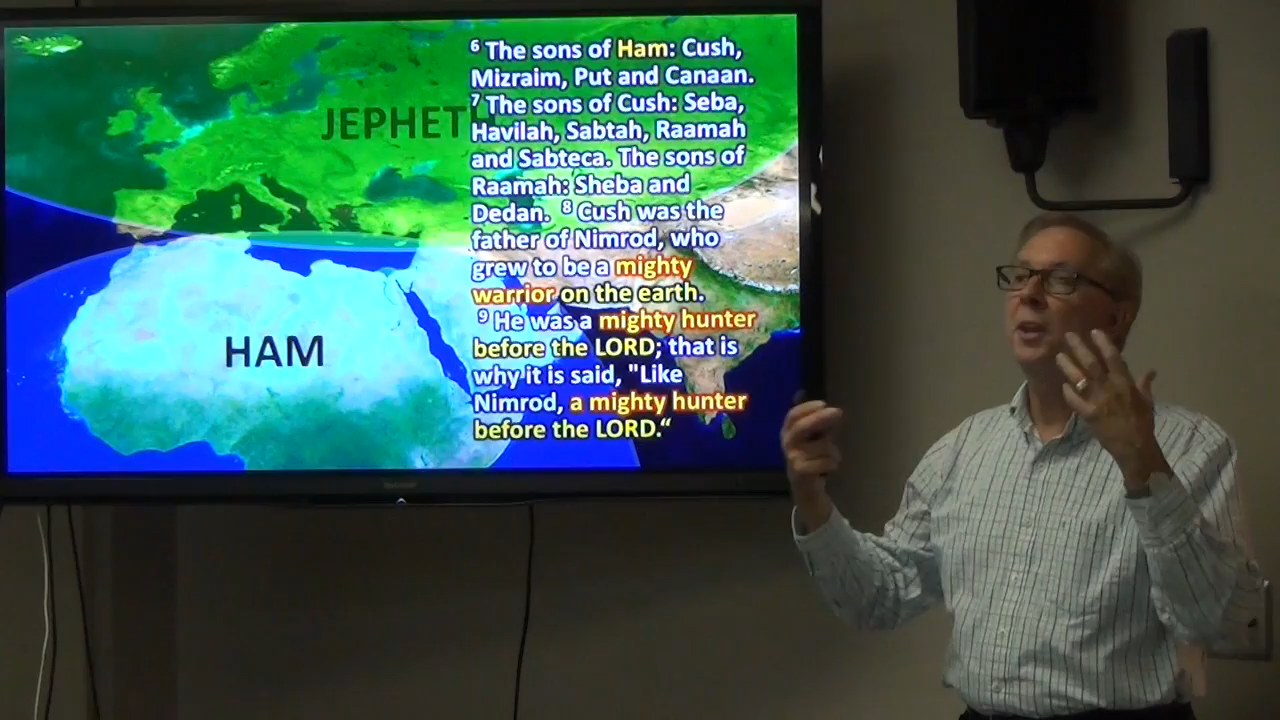 JEPHETH
HAM
6 The sons of Ham: Cush,
Mizraim, Put and Canaan.
7 The sons of Cush: Seba,
Havilah, Sabtah, Raamah
and Sabteca. The sons of
Raamah: Sheba and
Dedan. 8 Cush was the
father of Nimrod, who
grew to be a mighty
warrior on the earth.
9 He was a mighty hunter
before the LORD; that is
why it is said, "Like
Nimrod, a mighty hunter
before the LORD.“